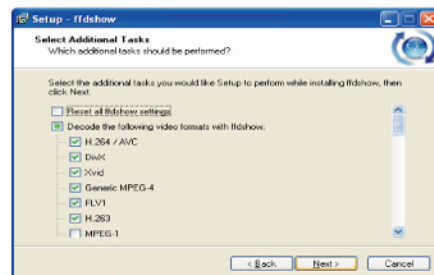 Setup - ffdshow
Select Additional Tasks
Which additional tasks should be performed?
Select the additional tasks you would like Setup to perform while installing ffdshow, then
click Next.
Reset all ffdshow settings
Decode the following video formats with ffdshow:
H.264 / AVC
DivX
Xvid
Generic MPEG-4
FLV1
H.263
MPEG-1
< Back
Next >
Cancel